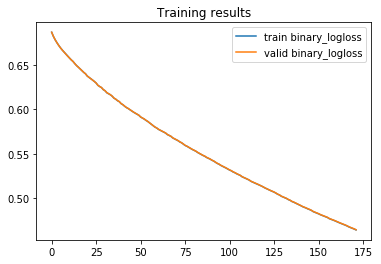 Training results
train binary_logloss
valid binary_logloss
0.65
0.60
0.55
0.50
0 25 50 75 100 125 150 175